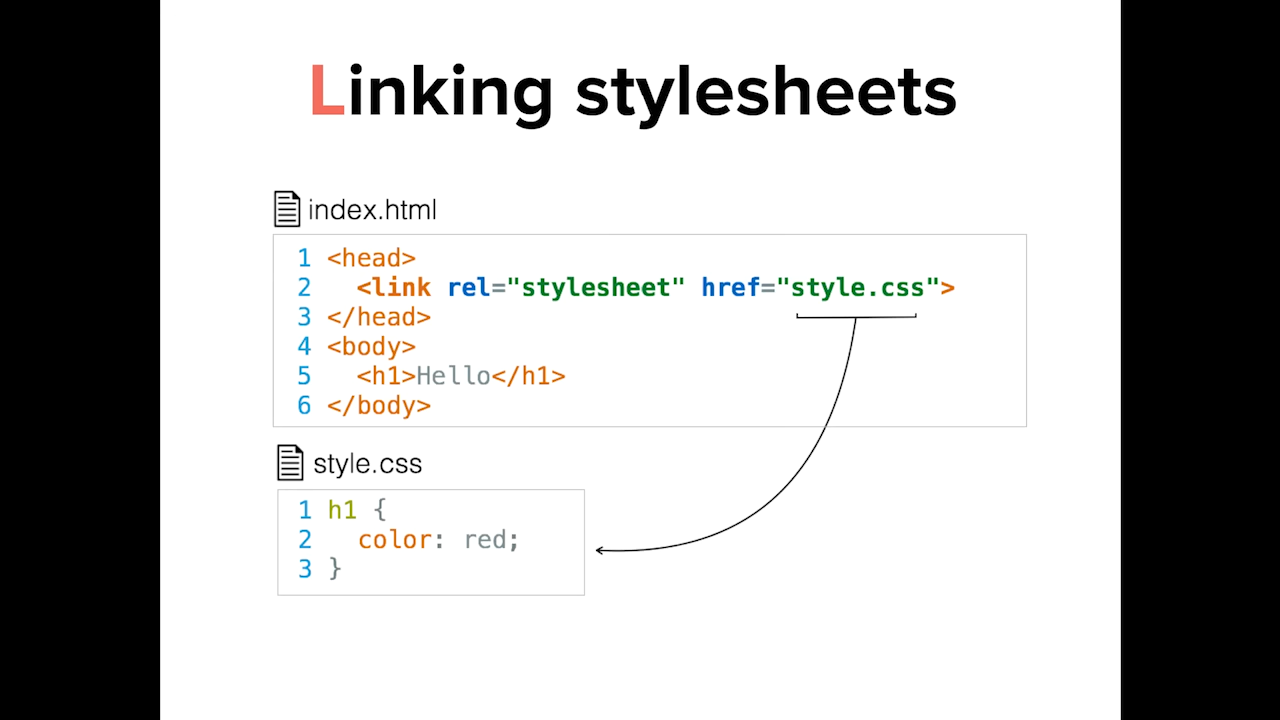 Linking stylesheets
index.html
1 <head>
2   <link rel="stylesheet" href="style.css">
3 </head>
4 <body>
5   <h1>Hello</h1>
6 </body>
style.css
1 h1 {
2   color: red;
3 }